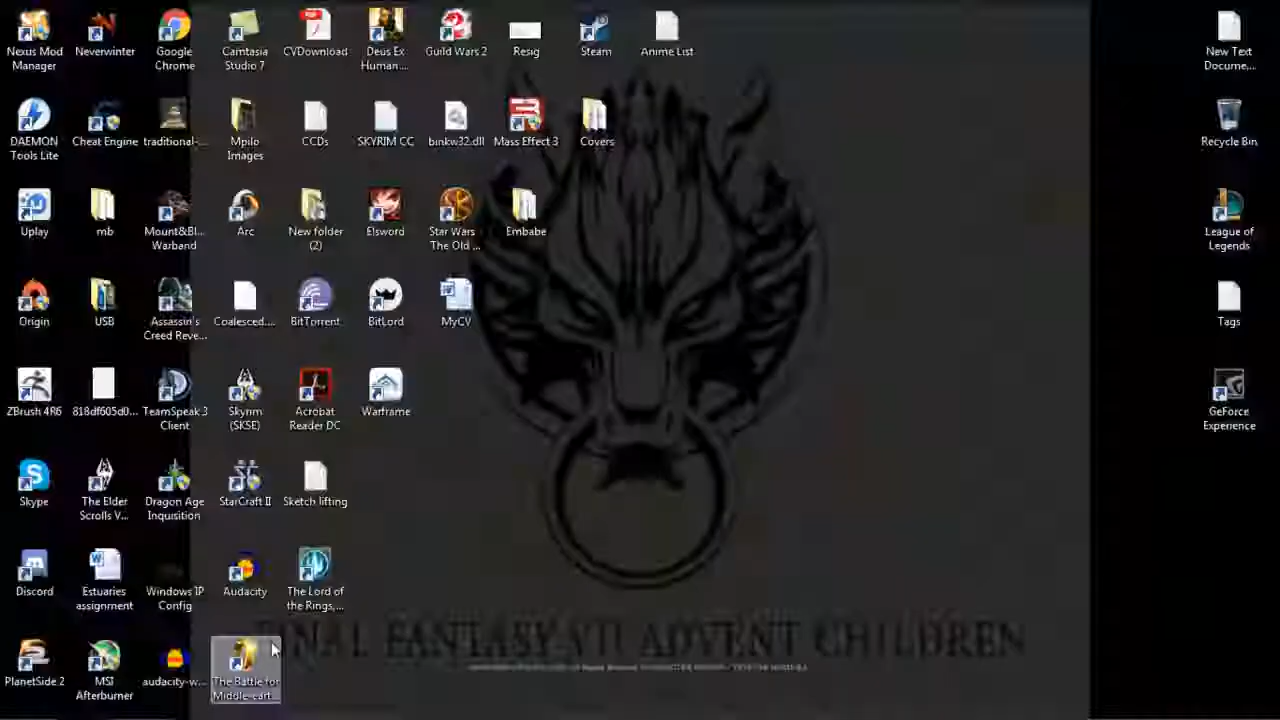 Nexus Mod
Manager
Neverwinter
Google
Chrome
Camtasia
Studio 7
CVDownload
Deus Ex
Human....
Guild Wars 2
Resig
Steam
Anime List
New Text
Docume...
DAEMON
Tools Lite
Cheat Engine
traditional-...
Mpilo
Images
CCDs
SKYRIM CC
binkw32.dll
Mass Effect 3
Covers
Recycle Bin
Uplay
mb
Mount&Bl...
Warband
Arc
New folder
(2)
Elsword
Star Wars
The Old ...
Embabe
League of
Legends
Origin
USB
Assassin's
Creed Reve...
Coalesced....
BitTorrent
BitLord
MyCV
Tags
ZBrush 4R6
818df605d0...
TeamSpeak 3
Client
Skyrim
(SKSE)
Acrobat
Reader DC
Warframe
GeForce
Experience
Skype
The Elder
Scrolls V...
Dragon Age
Inquisition
StarCraft II
Sketch lifting
Discord
Estuaries
assignment
Windows IP
Config
Audacity
The Lord of
the Rings,...
FINAL FANTASY VII ADVENT CHILDREN
PlanetSide 2
MSI
Afterburner
audacity-w...
The Battle for
Middle-eart...